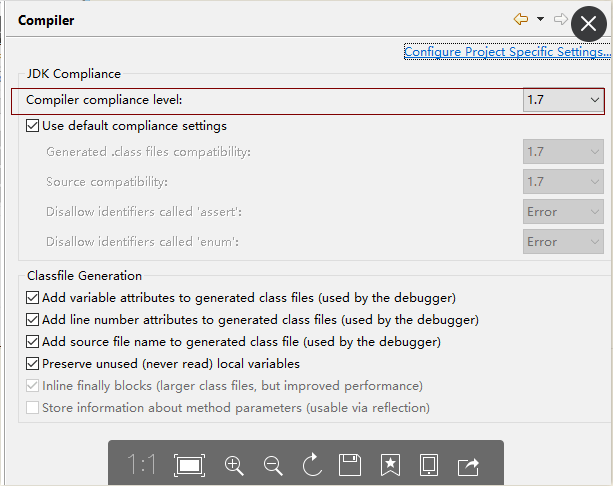 Compiler
Configure Project Specific Settings...
JDK Compliance
Compiler compliance level: 1.7
Use default compliance settings
Generated .class files compatibility: 1.7
Source compatibility: 1.7
Disallow identifiers called 'assert': Error
Disallow identifiers called 'enum': Error
Classfile Generation
Add variable attributes to generated class files (used by the debugger)
Add line number attributes to generated class files (used by the debugger)
Add source file name to generated class file (used by the debugger)
Preserve unused (never read) local variables
Inline finally blocks (larger class files, but improved performance)
Store information about method parameters (usable via reflection)
1:1